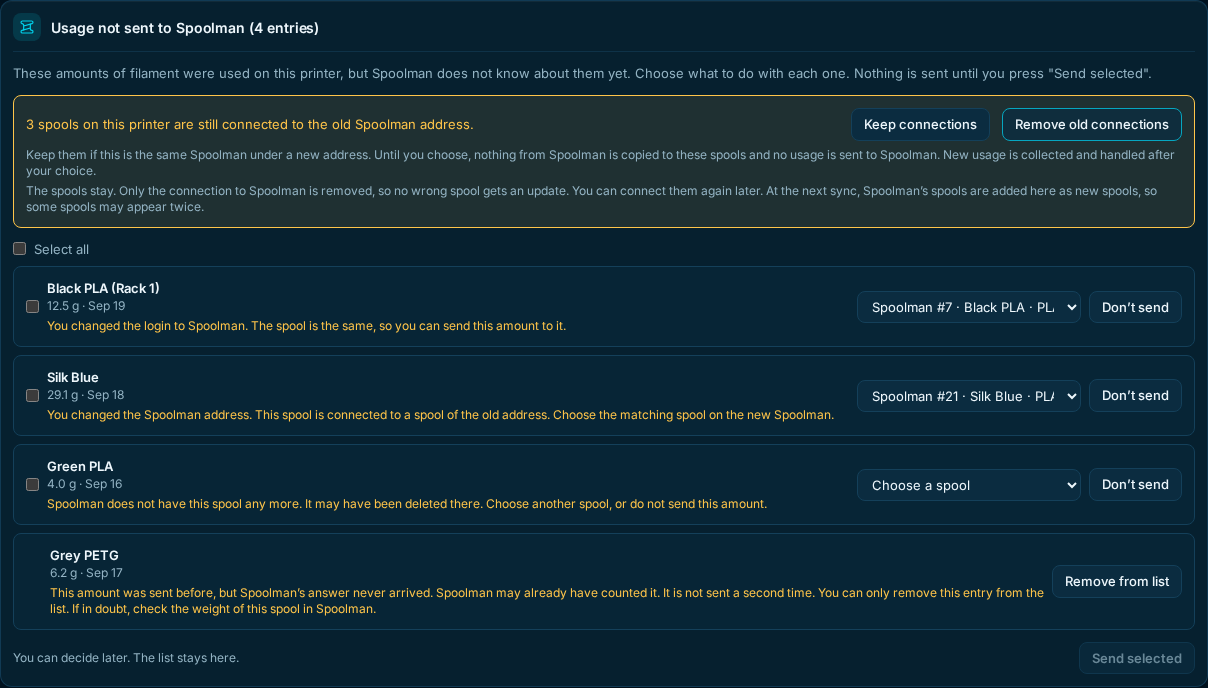 Usage not sent to Spoolman (4 entries)
These amounts of filament were used on this printer, but Spoolman does not know about them yet. Choose what to do with each one. Nothing is sent until you press "Send selected".
3 spools on this printer are still connected to the old Spoolman address.
Keep connections
Remove old connections
Keep them if this is the same Spoolman under a new address. Until you choose, nothing from Spoolman is copied to these spools and no usage is sent to Spoolman. New usage is collected and handled after
your choice.
The spools stay. Only the connection to Spoolman is removed, so no wrong spool gets an update. You can connect them again later. At the next sync, Spoolman’s spools are added here as new spools, so
some spools may appear twice.
Select all
Black PLA (Rack 1)
12.5 g · Sep 19
You changed the login to Spoolman. The spool is the same, so you can send this amount to it.
Spoolman #7 · Black PLA · PL
Don’t send
Silk Blue
29.1 g · Sep 18
You changed the Spoolman address. This spool is connected to a spool of the old address. Choose the matching spool on the new Spoolman.
Spoolman #21 · Silk Blue · PLA
Don’t send
Green PLA
4.0 g · Sep 16
Spoolman does not have this spool any more. It may have been deleted there. Choose another spool, or do not send this amount.
Choose a spool
Don’t send
Grey PETG
6.2 g · Sep 17
This amount was sent before, but Spoolman’s answer never arrived. Spoolman may already have counted it. It is not sent a second time. You can only remove this entry from the
list. If in doubt, check the weight of this spool in Spoolman.
Remove from list
You can decide later. The list stays here.
Send selected